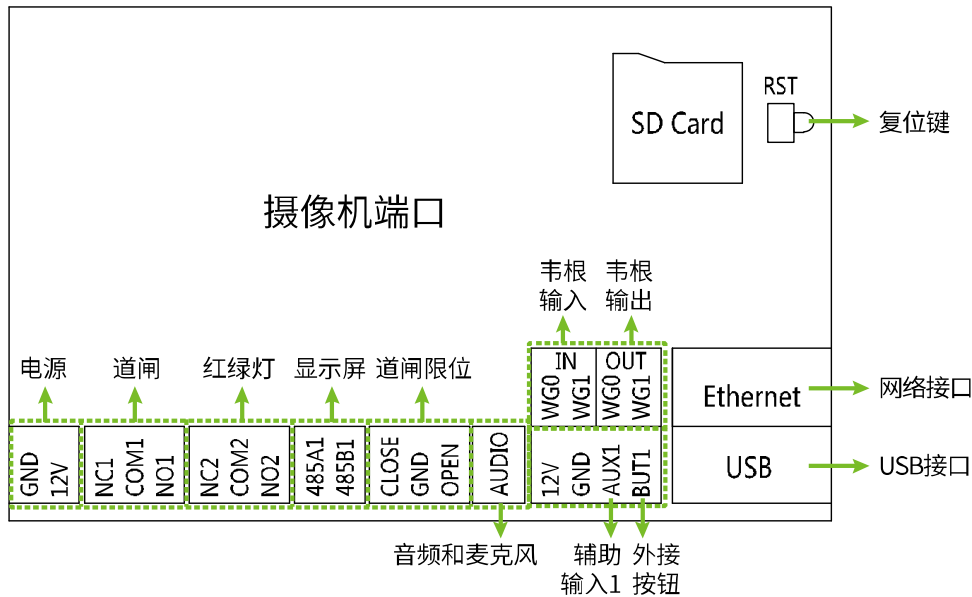 RST
SD Card
复位键
摄像机端口
韦根
输入
韦根
输出
IN
OUT
WG0
WG1
WG0
WG1
Ethernet
网络接口
电源
道闸
红绿灯
显示屏
道闸限位
GND
12V
NC1
COM1
NO1
NC2
COM2
NO2
485A1
485B1
CLOSE
GND
OPEN
AUDIO
12V
GND
AUX1
BUT1
USB
USB接口
音频和麦克风
辅助
输入1
外接
按钮